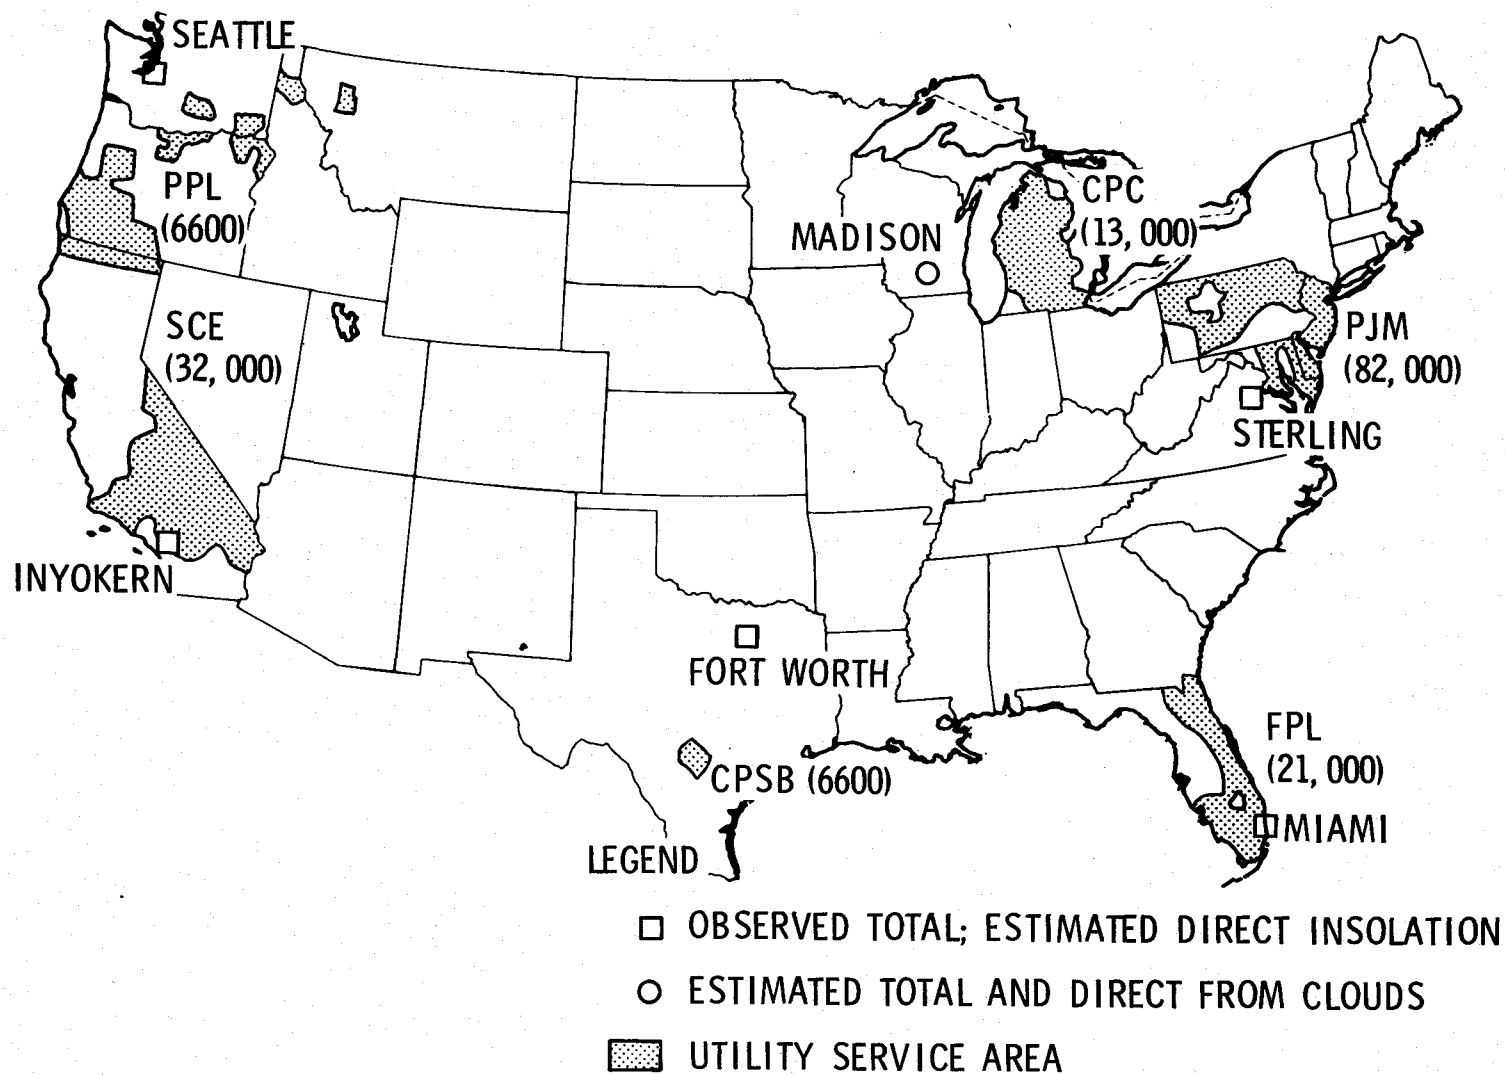 SEATTLE
PPL
(6600)
CPC
(13,000)
MADISON
SCE
(32,000)
PJM
(82,000)
STERLING
INYOKERN
FORT WORTH
CPSB (6600)
FPL
(21,000)
MIAMI
LEGEND
OBSERVED TOTAL; ESTIMATED DIRECT INSOLATION
ESTIMATED TOTAL AND DIRECT FROM CLOUDS
UTILITY SERVICE AREA